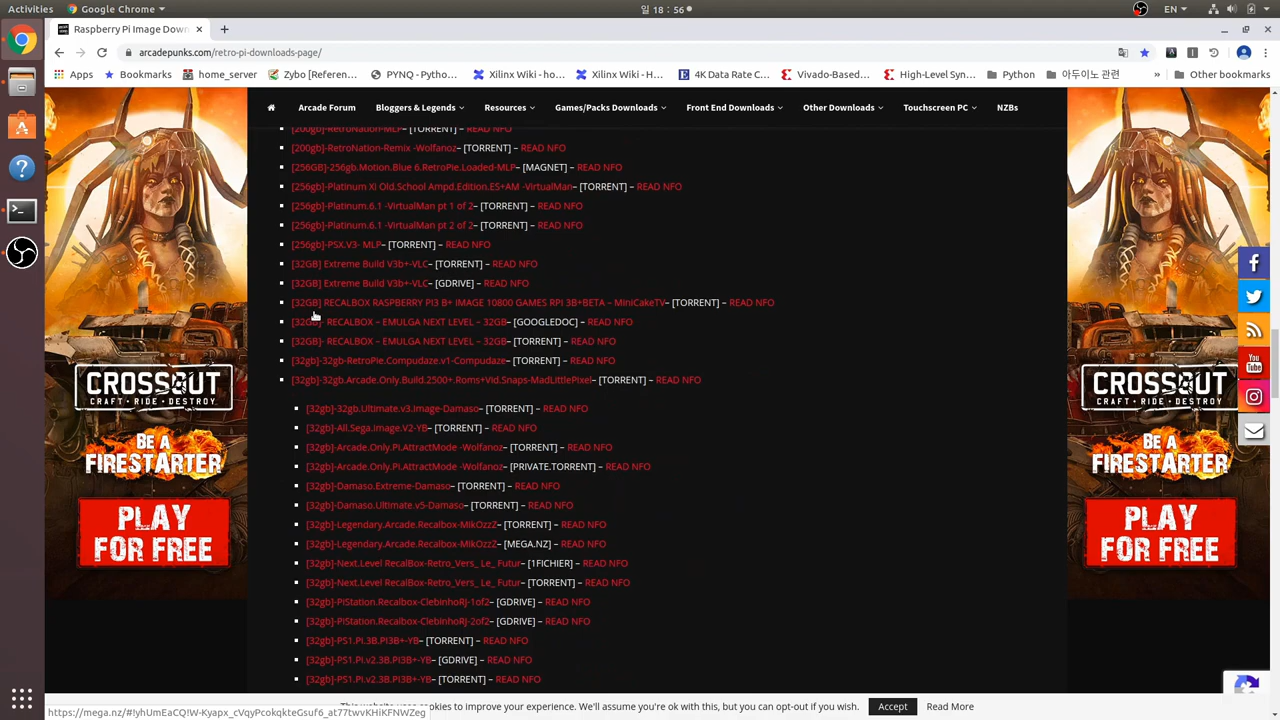 Activities Google Chrome 일 18 : 56 EN
Raspberry Pi Image Down
arcadepunks.com/retro-pi-downloads-page/
Apps Bookmarks home_server Zybo [Referen... PYNQ - Python... Xilinx Wiki - ho... Xilinx Wiki - H... 4K Data Rate C... Vivado-Based... High-Level Syn... Python 아두이노 관련 » Other bookmarks
Arcade Forum Bloggers & Legends Resources Games/Packs Downloads Front End Downloads Other Downloads Touchscreen PC NZBs
[200gb]-RetroNation-MLP– [TORRENT] – READ NFO
[200gb]-RetroNation-Remix -Wolfanoz– [TORRENT] – READ NFO
[256GB]-256gb.Motion.Blue 6.RetroPie.Loaded-MLP– [MAGNET] – READ NFO
[256gb]-Platinum Xi Old.School Ampd.Edition.ES+AM -VirtualMan– [TORRENT] – READ NFO
[256gb]-Platinum.6.1 -VirtualMan pt 1 of 2– [TORRENT] – READ NFO
[256gb]-Platinum.6.1 -VirtualMan pt 2 of 2– [TORRENT] – READ NFO
[256gb]-PSX.V3- MLP– [TORRENT] – READ NFO
[32GB] Extreme Build V3b+-VLC– [TORRENT] – READ NFO
[32GB] Extreme Build V3b+-VLC– [GDRIVE] – READ NFO
[32GB] RECALBOX RASPBERRY PI3 B+ IMAGE 10800 GAMES RPI 3B+BETA – MiniCakeTV– [TORRENT] – READ NFO
[32GB]- RECALBOX – EMULGA NEXT LEVEL – 32GB– [GOOGLEDOC] – READ NFO
[32GB]- RECALBOX – EMULGA NEXT LEVEL – 32GB– [TORRENT] – READ NFO
[32gb]-32gb-RetroPie.Compudaze.v1-Compudaze– [TORRENT] – READ NFO
[32gb]-32gb.Arcade.Only.Build.2500+.Roms+Vid.Snaps-MadLittlePixel– [TORRENT] – READ NFO
[32gb]-32gb.Ultimate.v3.Image-Damaso– [TORRENT] – READ NFO
[32gb]-All.Sega.Image.V2-YB– [TORRENT] – READ NFO
[32gb]-Arcade.Only.Pi.AttractMode -Wolfanoz– [TORRENT] – READ NFO
[32gb]-Arcade.Only.Pi.AttractMode -Wolfanoz– [PRIVATE.TORRENT] – READ NFO
[32gb]-Damaso.Extreme-Damaso– [TORRENT] – READ NFO
[32gb]-Damaso.Ultimate.v5-Damaso– [TORRENT] – READ NFO
[32gb]-Legendary.Arcade.Recalbox-MikOzzZ– [TORRENT] – READ NFO
[32gb]-Legendary.Arcade.Recalbox-MikOzzZ– [MEGA.NZ] – READ NFO
[32gb]-Next.Level RecalBox-Retro_Vers_ Le_ Futur– [1FICHIER] – READ NFO
[32gb]-Next.Level RecalBox-Retro_Vers_ Le_ Futur– [TORRENT] – READ NFO
[32gb]-PiStation.Recalbox-ClebinhoRJ-1of2– [GDRIVE] – READ NFO
[32gb]-PiStation.Recalbox-ClebinhoRJ-2of2– [GDRIVE] – READ NFO
[32gb]-PS1.Pi.3B.PI3B+-YB– [TORRENT] – READ NFO
[32gb]-PS1.Pi.v2.3B.PI3B+-YB– [GDRIVE] – READ NFO
[32gb]-PS1.Pi.v2.3B.PI3B+-YB– [TORRENT] – READ NFO
CROSSOUT
CRAFT • RIDE • DESTROY
BE A
FIRESTARTER
PLAY
FOR FREE
CROSSOUT
CRAFT • RIDE • DESTROY
BE A
FIRESTARTER
PLAY
FOR FREE
You
Tube
cookies to improve your experience. We'll assume you're ok with this, but you can opt-out if you wish. Accept Read More